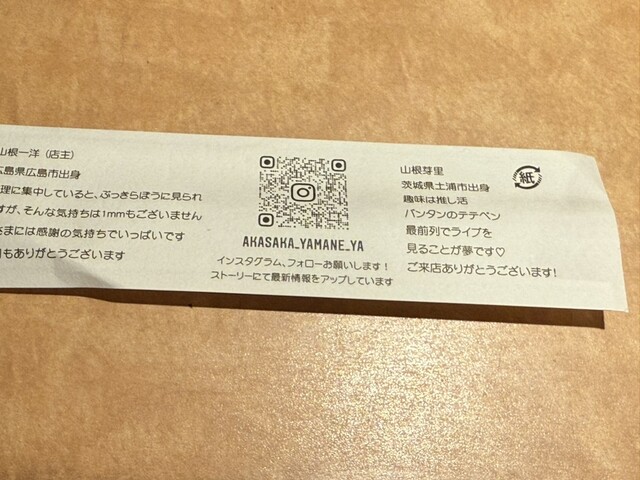 山根一洋（店主）
広島県広島市出身
理に集中していると、ぶっきらぼうに見られ
すが、そんな気持ちは1mmもございません
さまには感謝の気持ちでいっぱいです
もありがとうございます
AKASAKA_YAMANE_YA
インスタグラム、フォローお願いします！
ストーリーにて最新情報をアップしています
山根芽里
茨城県土浦市出身
趣味は推し活
バンタンのテテペン
最前列でライブを
見ることが夢です♡
ご来店ありがとうございます！
紙